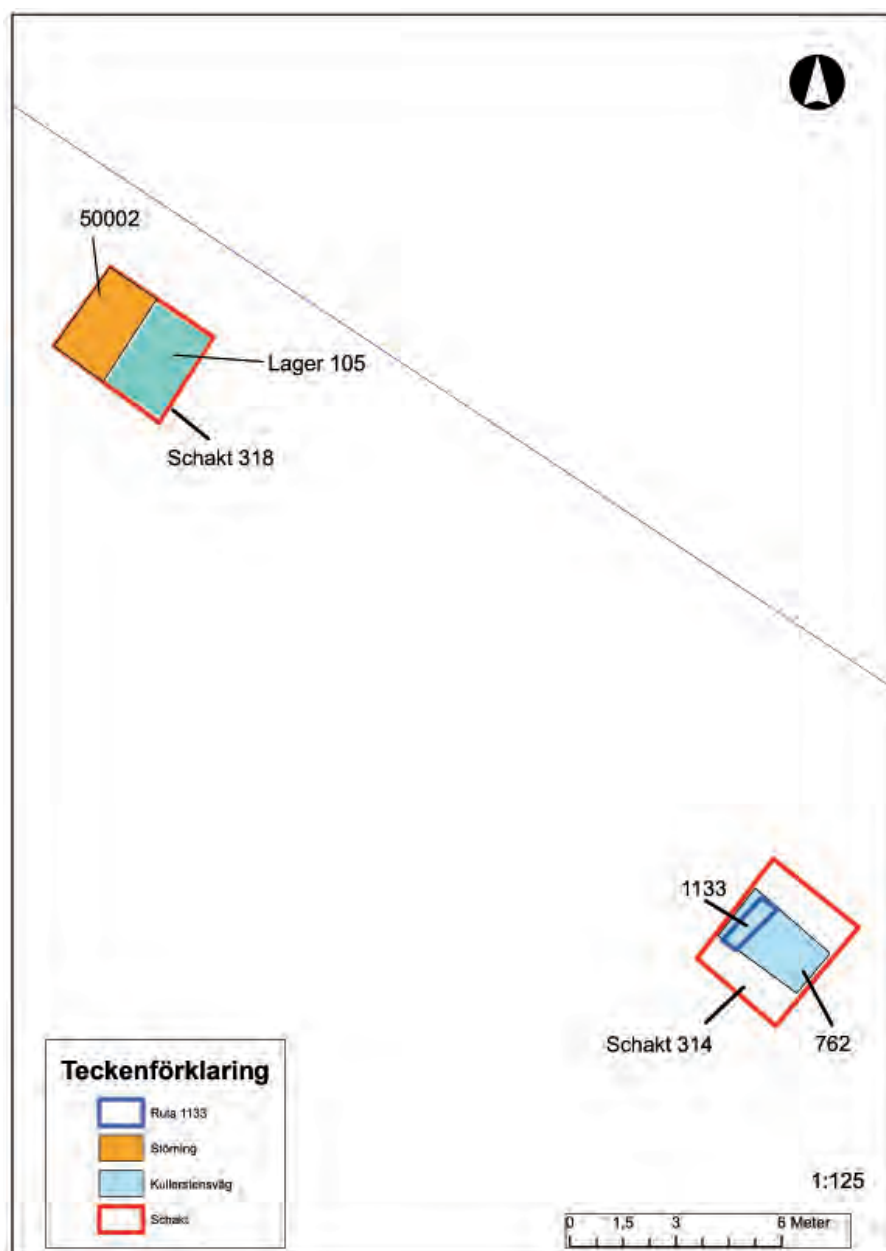 50002
Lager 105
Schakt 318
1133
Schakt 314
762
Teckenförklaring
Ruta 1133
Störning
Kullerstensväg
Schakt
1:125
0 1,5 3 6 Meter